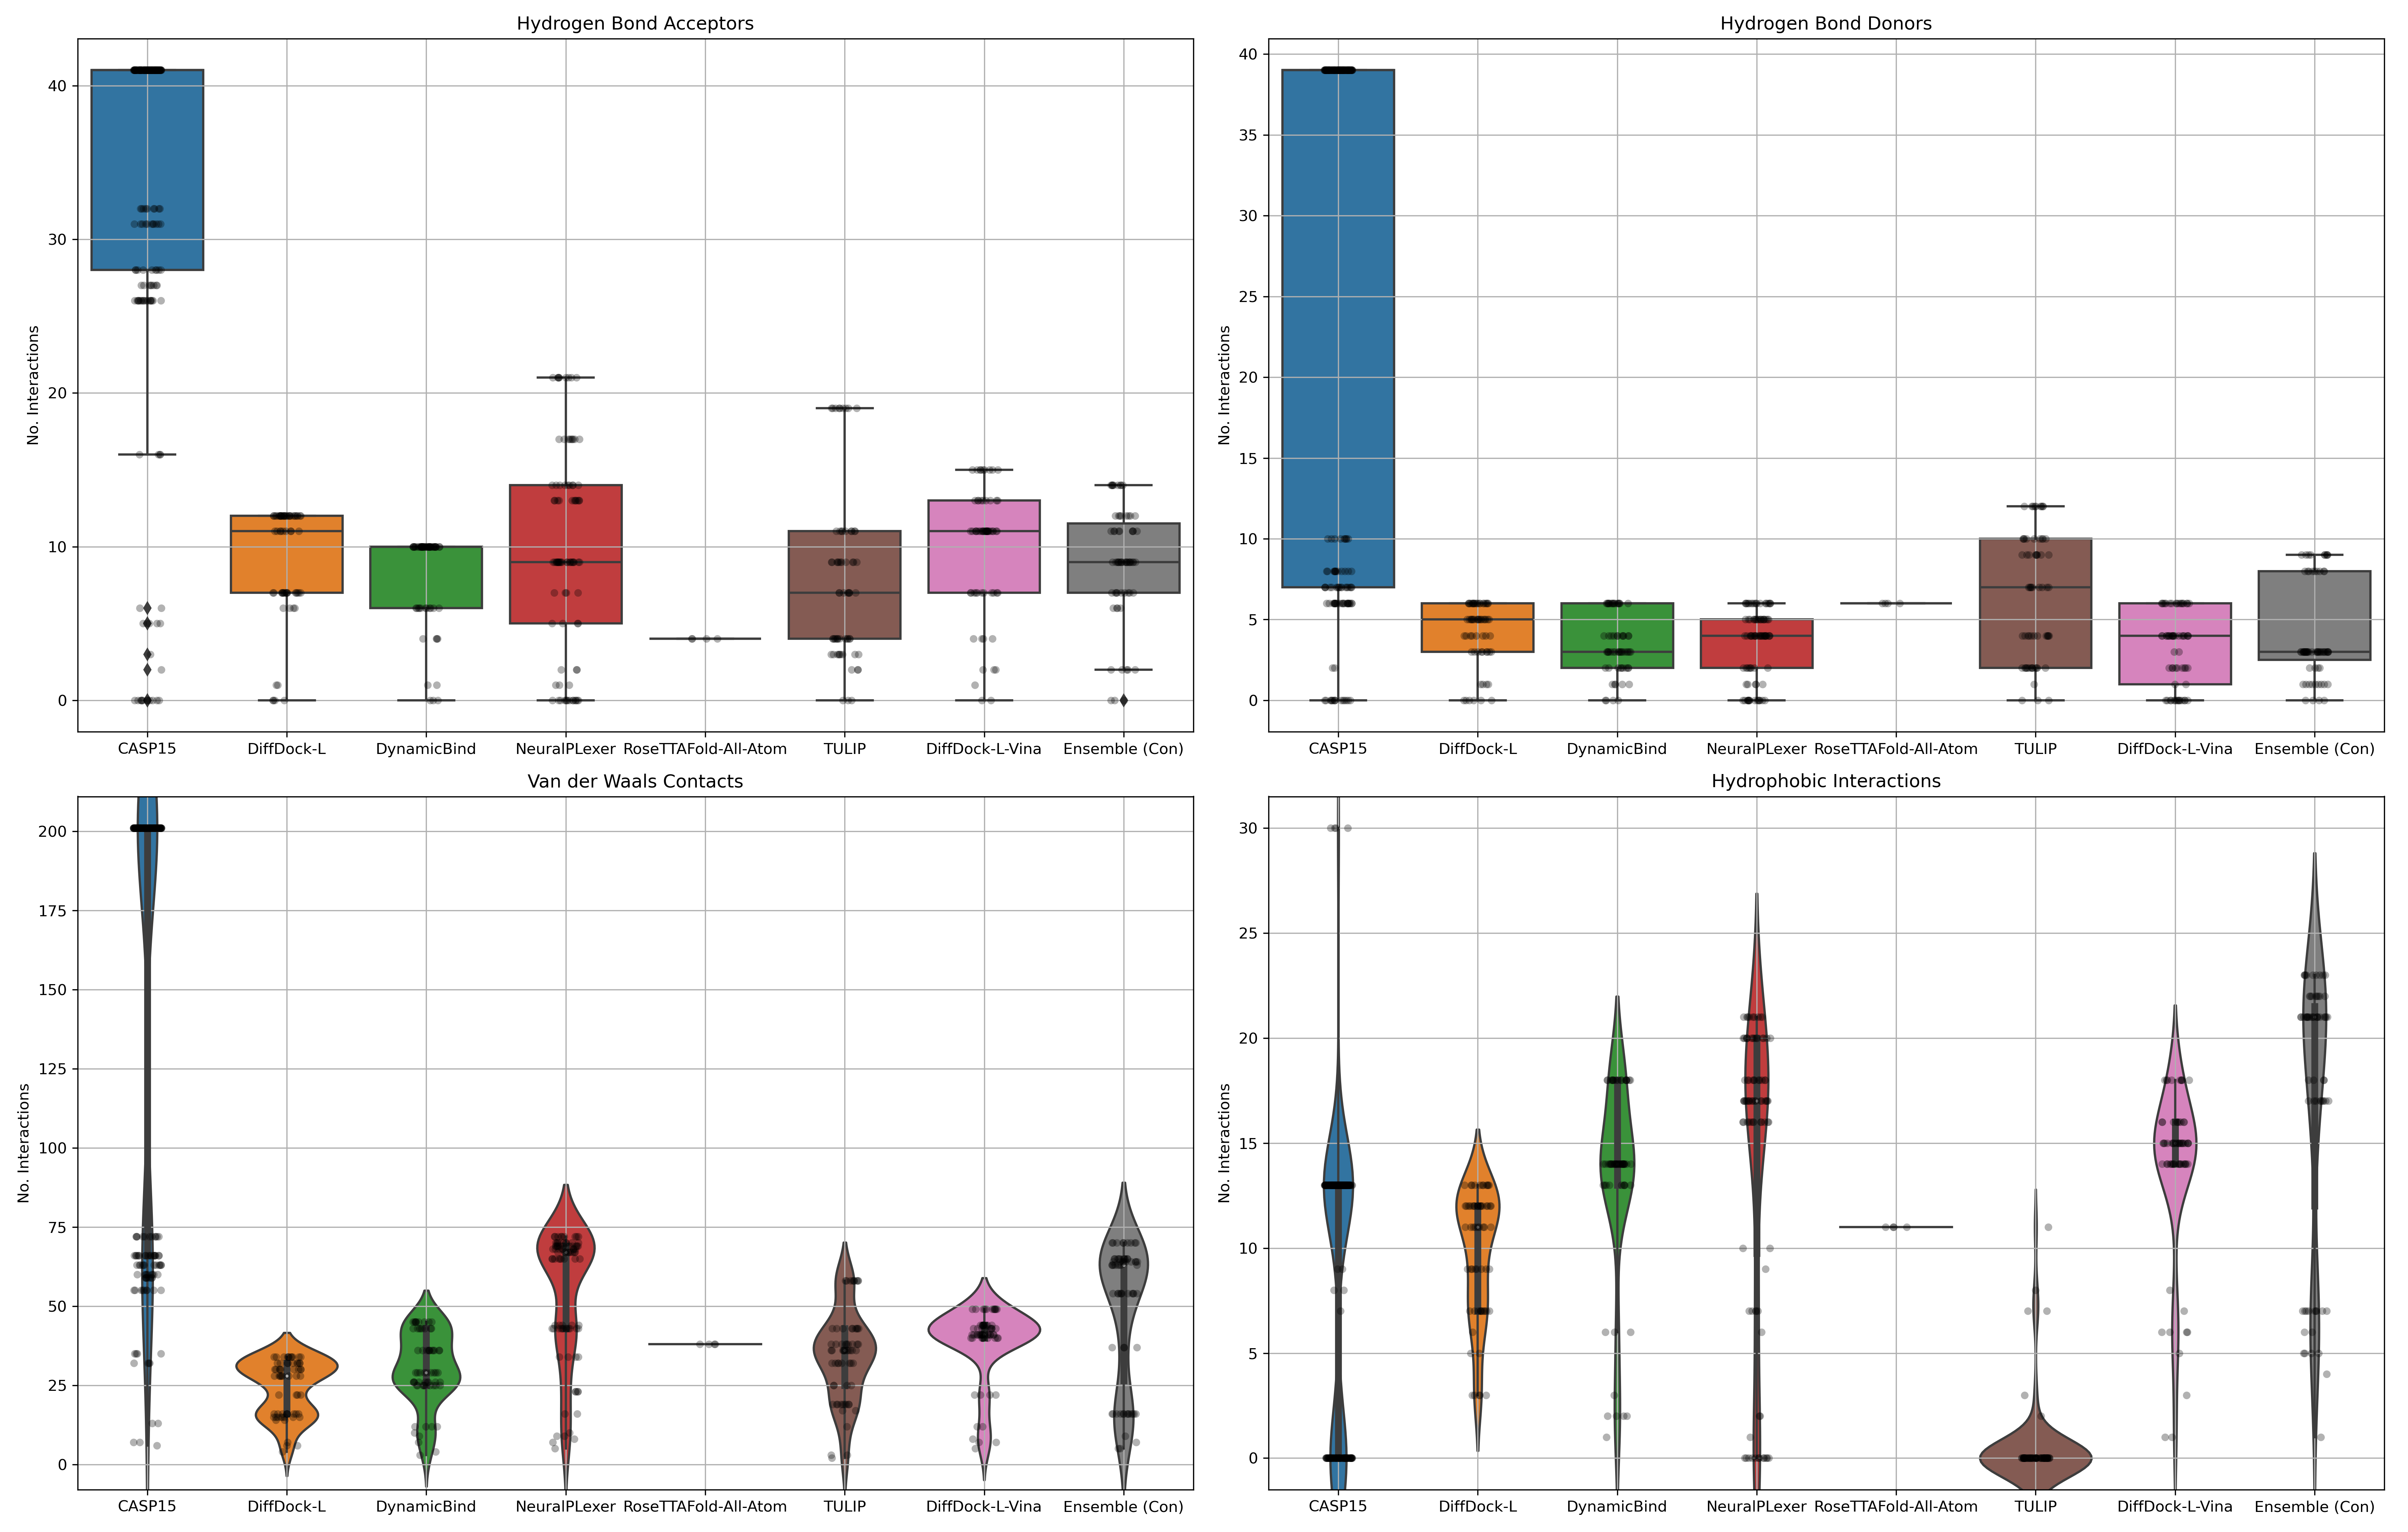 Hydrogen Bond Acceptors
No. Interactions
40
30
20
10
0
CASP15 DiffDock-L DynamicBind NeuralPLexer RoseTTAFold-All-Atom TULIP DiffDock-L-Vina Ensemble (Con)
Hydrogen Bond Donors
No. Interactions
40
35
30
25
20
15
10
5
0
CASP15 DiffDock-L DynamicBind NeuralPLexer RoseTTAFold-All-Atom TULIP DiffDock-L-Vina Ensemble (Con)
Van der Waals Contacts
No. Interactions
200
175
150
125
100
75
50
25
0
CASP15 DiffDock-L DynamicBind NeuralPLexer RoseTTAFold-All-Atom TULIP DiffDock-L-Vina Ensemble (Con)
Hydrophobic Interactions
No. Interactions
30
25
20
15
10
5
0
CASP15 DiffDock-L DynamicBind NeuralPLexer RoseTTAFold-All-Atom TULIP DiffDock-L-Vina Ensemble (Con)